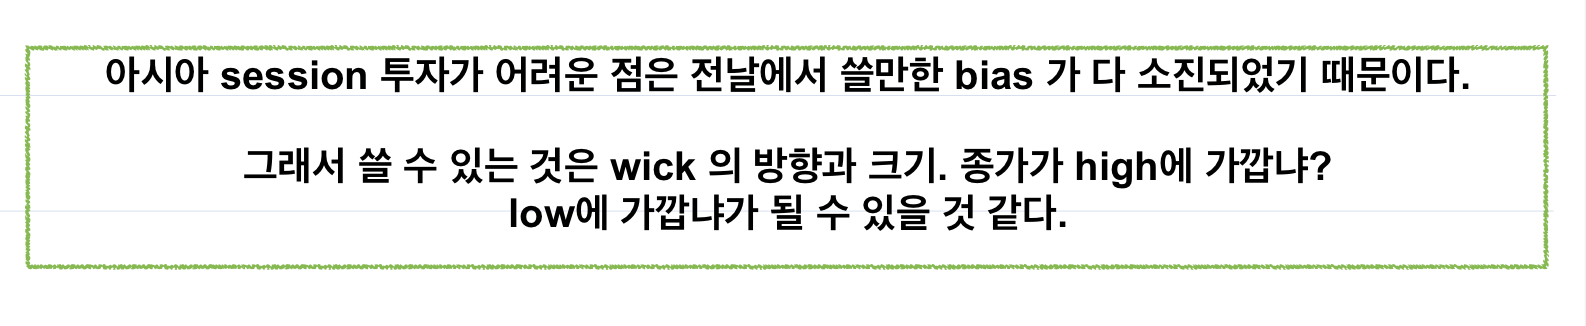 아시아 session 투자가 어려운 점은 전날에서 쓸만한 bias 가 다 소진되었기 때문이다.
그래서 쓸 수 있는 것은 wick 의 방향과 크기. 종가가 high에 가깝냐?
low에 가깝냐가 될 수 있을 것 같다.